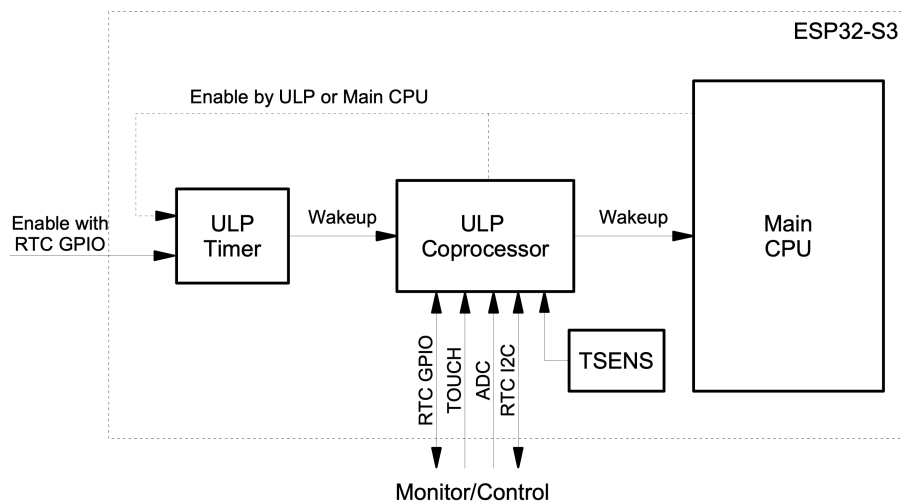 ESP32-S3
Enable by ULP or Main CPU
Enable with
RTC GPIO
ULP
Timer
Wakeup
ULP
Coprocessor
Wakeup
Main
CPU
RTC GPIO
TOUCH
ADC
RTC I2C
TSENS
Monitor/Control